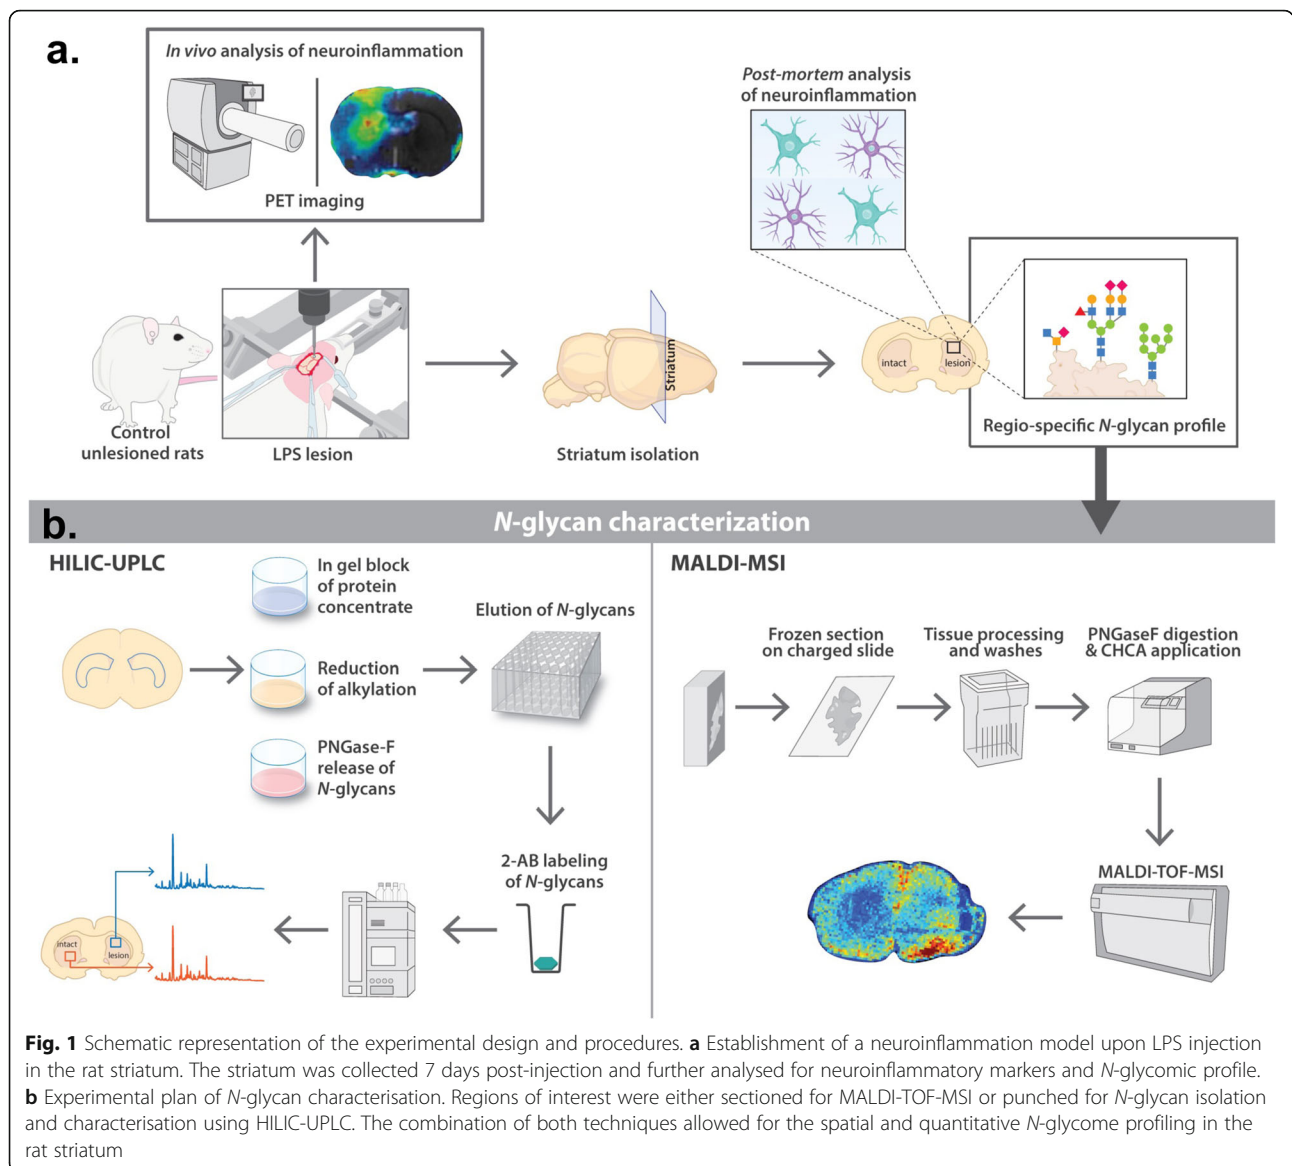 a.
In vivo analysis of neuroinflammation
PET imaging
Post-mortem analysis
of neuroinflammation
Control
unlesioned rats
LPS lesion
Striatum
Striatum isolation
intact
lesion
Regio-specific N-glycan profile
b.
N-glycan characterization
HILIC-UPLC
In gel block
of protein
concentrate
Reduction
of alkylation
PNGase-F
release of
N-glycans
Elution of N-glycans
2-AB labeling
of N-glycans
intact
lesion
MALDI-MSI
Frozen section
on charged slide
Tissue processing
and washes
PNGaseF digestion
& CHCA application
MALDI-TOF-MSI
Fig. 1 Schematic representation of the experimental design and procedures. a Establishment of a neuroinflammation model upon LPS injection
in the rat striatum. The striatum was collected 7 days post-injection and further analysed for neuroinflammatory markers and N-glycomic profile.
b Experimental plan of N-glycan characterisation. Regions of interest were either sectioned for MALDI-TOF-MSI or punched for N-glycan isolation
and characterisation using HILIC-UPLC. The combination of both techniques allowed for the spatial and quantitative N-glycome profiling in the
rat striatum